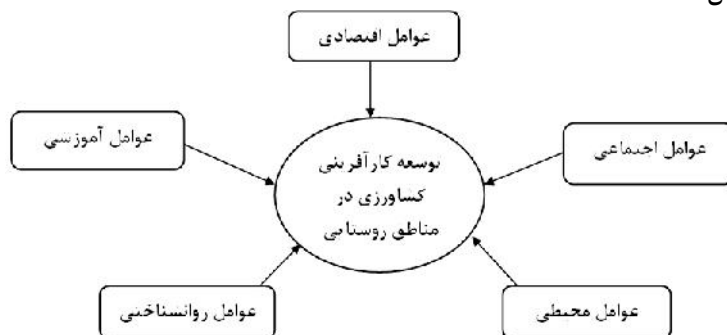 عوامل اقتصادی
عوامل آموزشی
عوامل اجتماعی
توسعه کارآفرینی
کشاورزی در
مناطق روستایی
عوامل روانشناختی
عوامل محیطی